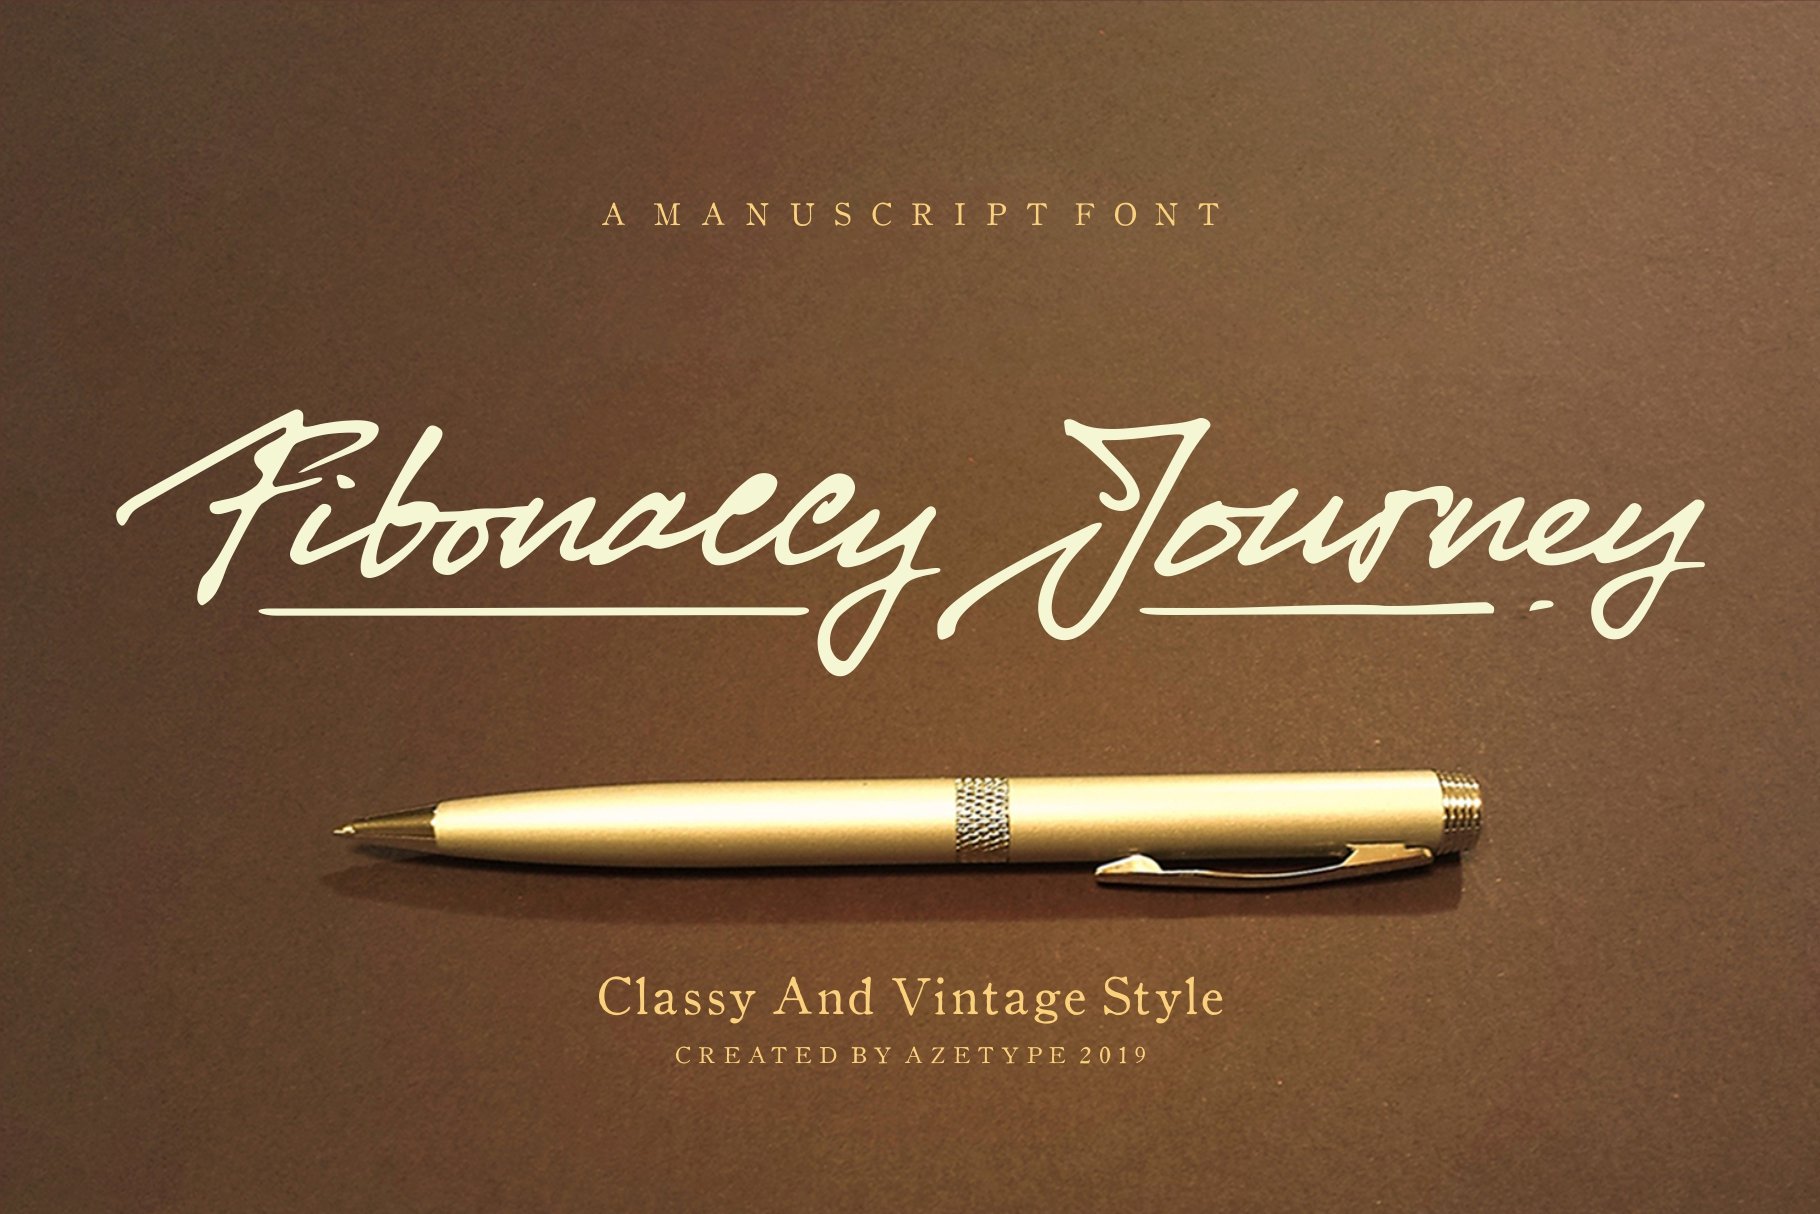 A MANUSCRIPT FONT
Fibonaccy Journey
Classy And Vintage Style
CREATED BY AZETYPE 2019